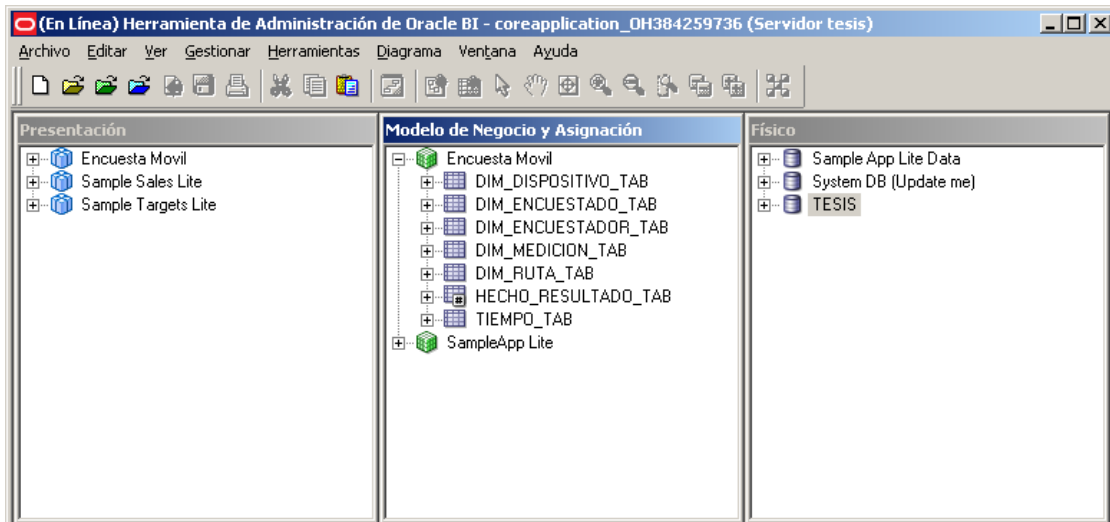 (En Línea) Herramienta de Administración de Oracle BI - coreapplication_OH384259736 (Servidor tesis)
Archivo Editar Ver Gestionar Herramientas Diagrama Ventana Ayuda
Presentación
Encuesta Movil
Sample Sales Lite
Sample Targets Lite
Modelo de Negocio y Asignación
Encuesta Movil
DIM_DISPOSITIVO_TAB
DIM_ENCUESTADO_TAB
DIM_ENCUESTADOR_TAB
DIM_MEDICION_TAB
DIM_RUTA_TAB
HECHO_RESULTADO_TAB
TIEMPO_TAB
SampleApp Lite
Físico
Sample App Lite Data
System DB (Update me)
TESIS